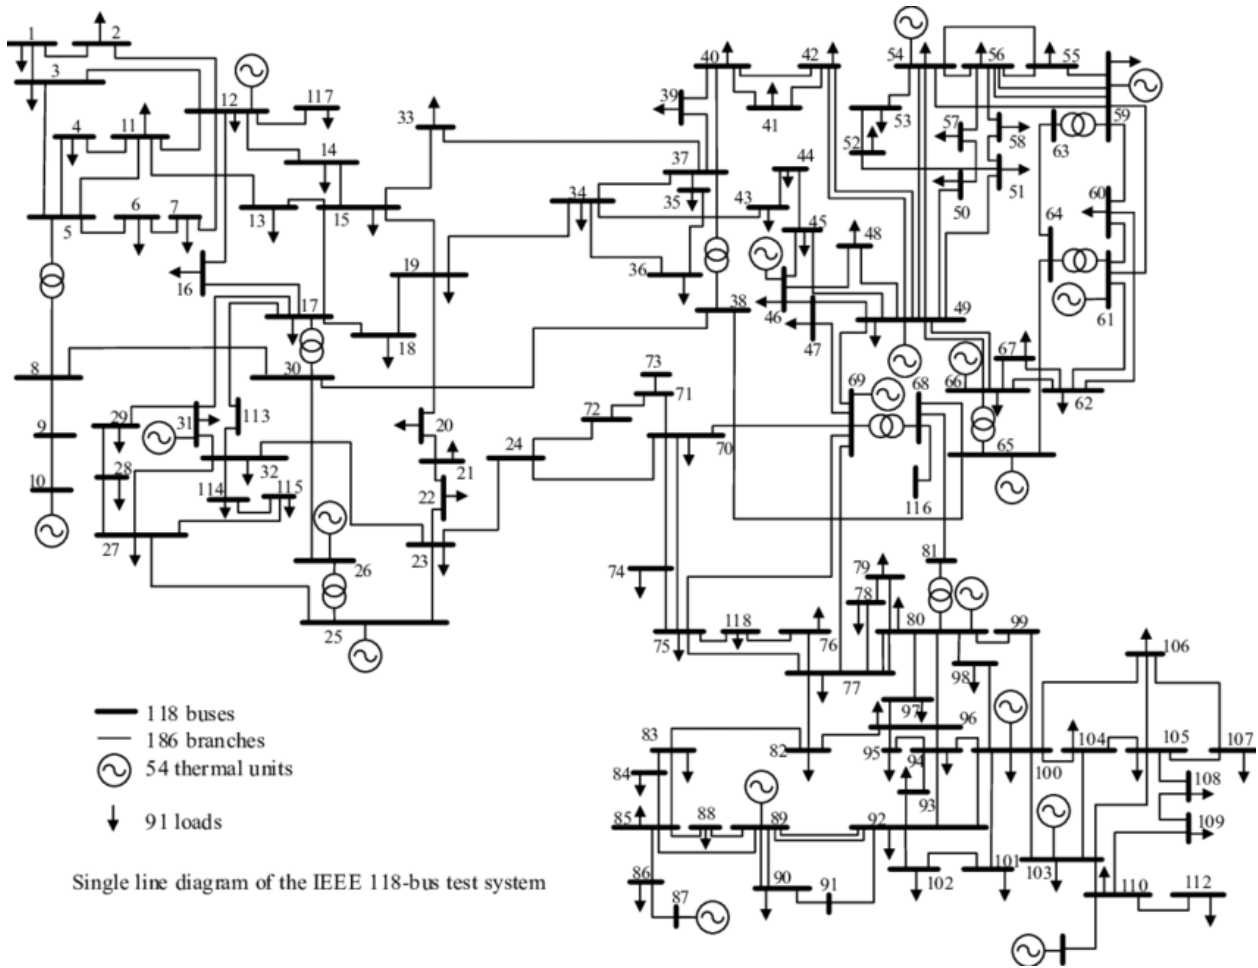 1 2 40 42 54 56 55
3 12 117 39 41 53 57 58 59
4 11 33 52 63
14 37 44 51
6 7 13 15 34 35 43 45 50 60
5 64
16 19 36 48
17 18 38 46 47 49 61
8 30 73 69 68 67
29 31 113 71 66 62
9 72
20 24 70 65
10 28 32 21
114 115 22 116
27 26 23 81
25 74 79
78
118 80 99
75 76 106
77 98
97 96
118 buses
186 branches
54 thermal units
91 loads
83 82 95 94 100 104 105 107
84 93 108
85 88 89 92 109
86 102 101 103
87 90 91 110 112
Single line diagram of the IEEE 118-bus test system